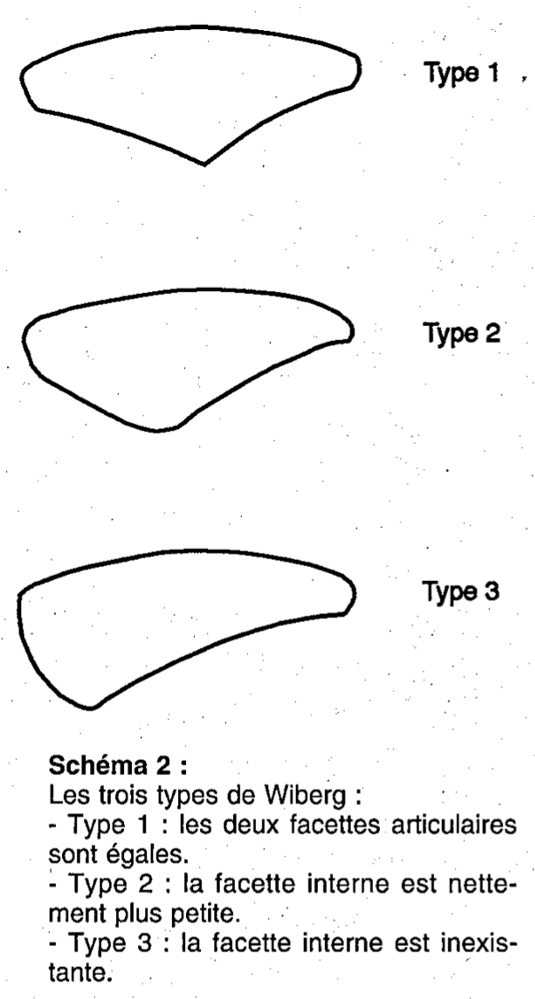 Type 1
Type 2
Type 3
Schéma 2 :
Les trois types de Wiberg :
- Type 1 : les deux facettes articulaires
sont égales.
- Type 2 : la facette interne est nette-
ment plus petite.
- Type 3 : la facette interne est inexis-
tante.